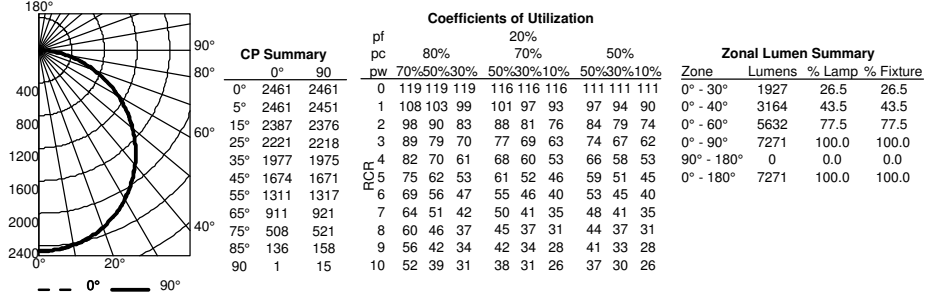 180°
400
800
1200
1600
2000
2400
0°
20°
40°
60°
80°
90°
0° 90°
CP Summary
0° 90
0° 2461 2461
5° 2461 2451
15° 2387 2376
25° 2221 2218
35° 1977 1975
45° 1674 1671
55° 1311 1317
65° 911 921
75° 508 521
85° 136 158
90 1 15
Coefficients of Utilization
pf 20%
pc 80% 70% 50%
pw 70%50%30% 50%30%10% 50%30%10%
RCR
0 119 119 119 116 116 116 111 111 111
1 108 103 99 101 97 93 97 94 90
2 98 90 83 88 81 76 84 79 74
3 89 79 70 77 69 63 74 67 62
4 82 70 61 68 60 53 66 58 53
5 75 62 53 61 52 46 59 51 45
6 69 56 47 55 46 40 53 45 40
7 64 51 42 50 41 35 48 41 35
8 60 46 37 45 37 31 44 37 31
9 56 42 34 42 34 28 41 33 28
10 52 39 31 38 31 26 37 30 26
Zonal Lumen Summary
Zone Lumens % Lamp % Fixture
0° - 30° 1927 26.5 26.5
0° - 40° 3164 43.5 43.5
0° - 60° 5632 77.5 77.5
0° - 90° 7271 100.0 100.0
90° - 180° 0 0.0 0.0
0° - 180° 7271 100.0 100.0